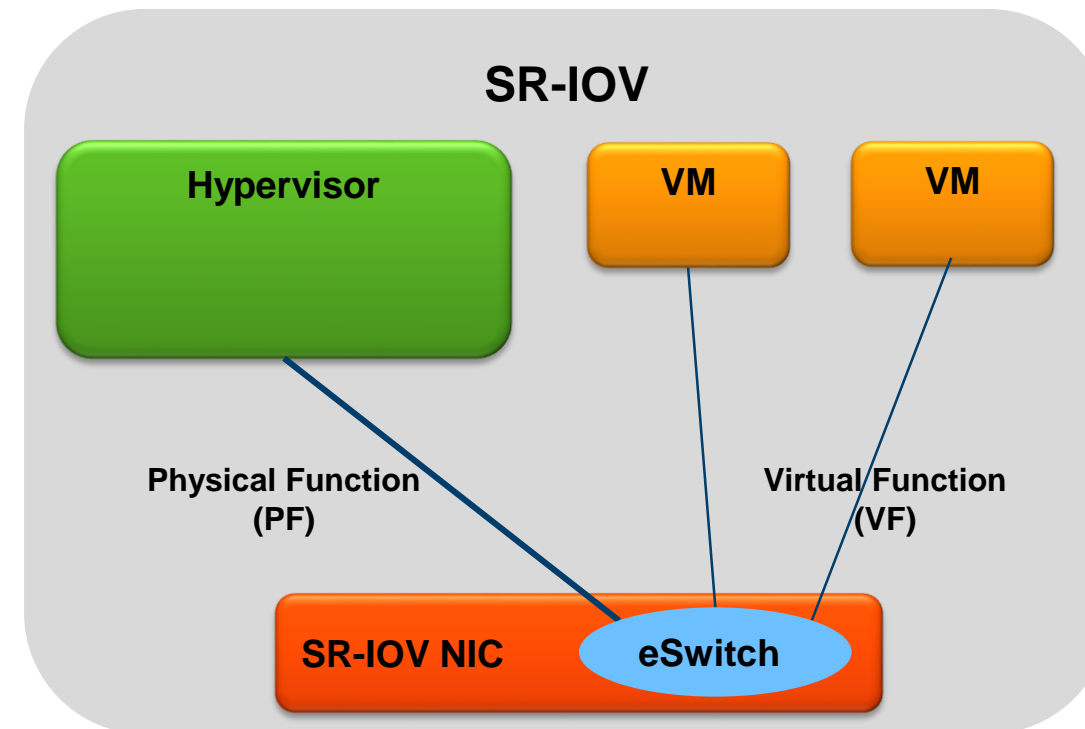 SR-IOV
Hypervisor
VM
VM
Physical Function
(PF)
Virtual Function
(VF)
SR-IOV NIC
eSwitch